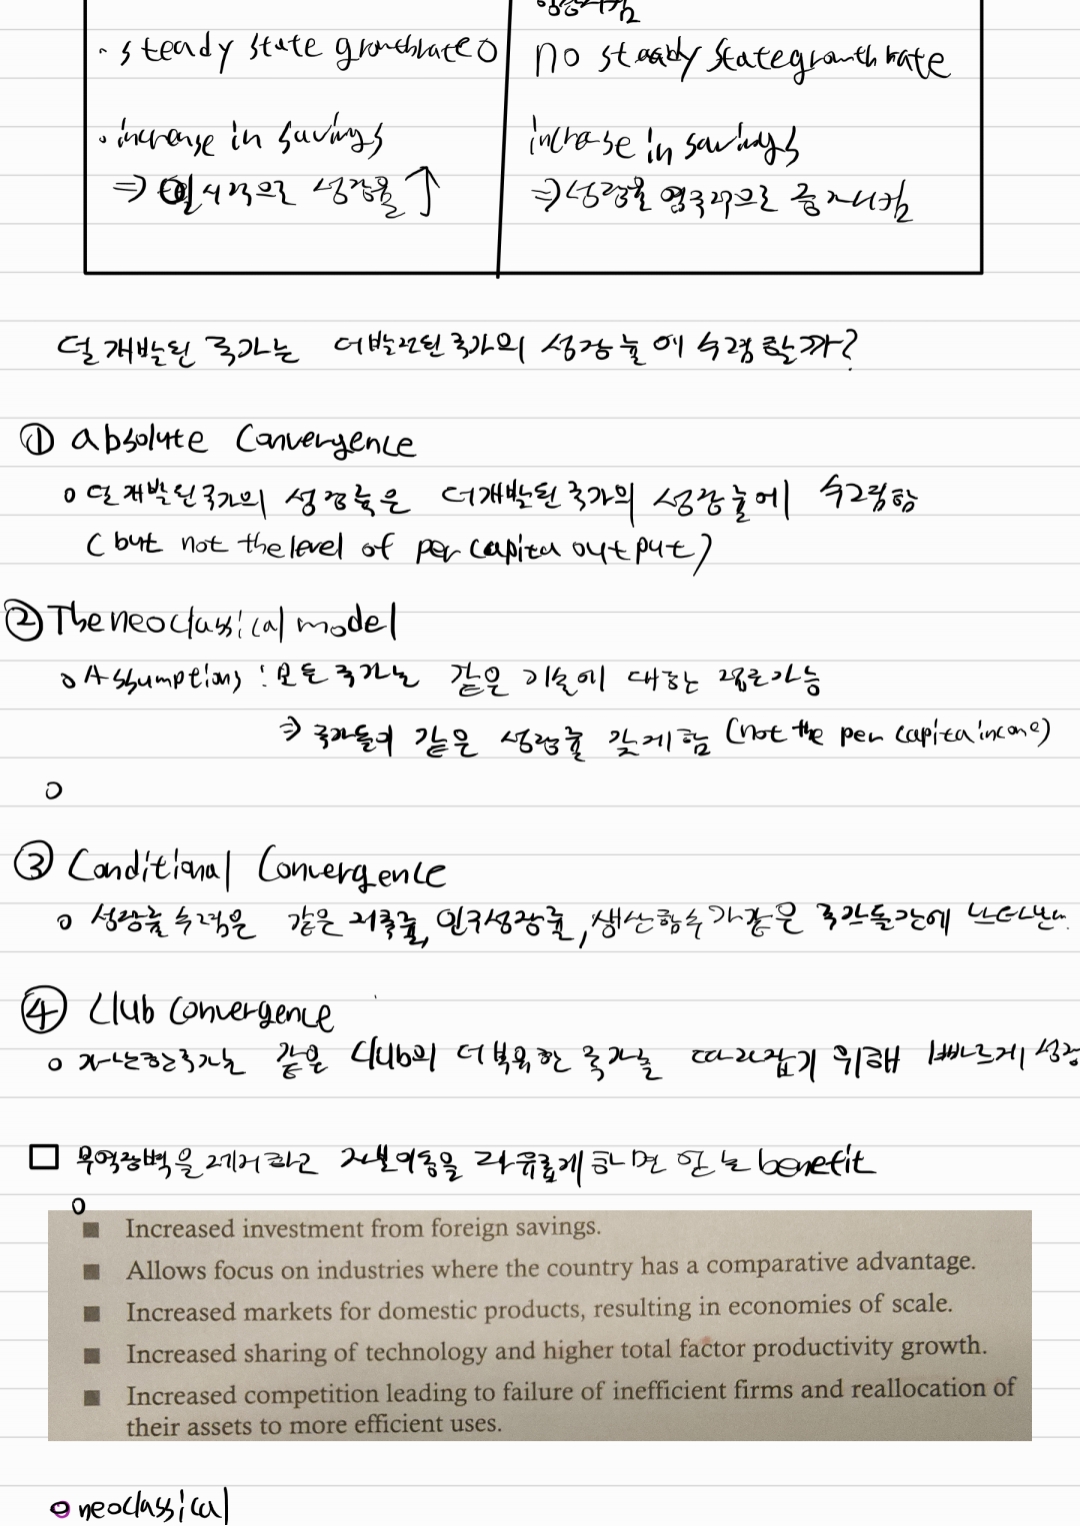 · steady state growthrate O
no steady state growth rate
· increase in savings
increase in savings
⇒ 일시적으로 성장율 ↑
⇒ 성장율 영구적으로 증가시킴
덜 개발된 국가는 더 발전된 국가의 성장률에 수렴할까?
① absolute Convergence
o 덜 개발된 국가의 성장률은 더 개발된 국가의 성장률에 수렴함
(but not the level of per capita output)
② The neoclassical model
o Assumptions : 모든 국가는 같은 기술에 대하는 접근가능
⇒ 국가들이 같은 성장률 갖게함 (not the per capita income)
o
③ Conditional Convergence
o 성장률 수렴은 같은 저축률, 인구성장률, 생산함수가 같은 국가들간에 나타난다.
④ Club Convergence
o 가난한 국가는 같은 club의 더 부유한 국가를 따라잡기 위해 빠르게 성장
□ 무역장벽을 제거하고 자본이동을 자유롭게 하면 얻는 benefit
o
■ Increased investment from foreign savings.
■ Allows focus on industries where the country has a comparative advantage.
■ Increased markets for domestic products, resulting in economies of scale.
■ Increased sharing of technology and higher total factor productivity growth.
■ Increased competition leading to failure of inefficient firms and reallocation of
their assets to more efficient uses.
o neoclassical